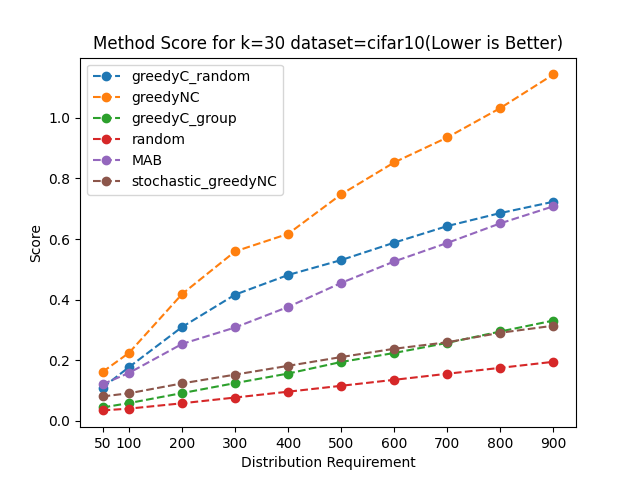 Method Score for k=30 dataset=cifar10(Lower is Better)
greedyC_random
greedyNC
greedyC_group
random
MAB
stochastic_greedyNC
1.0
0.8
0.6
0.4
0.2
0.0
Score
50 100 200 300 400 500 600 700 800 900
Distribution Requirement